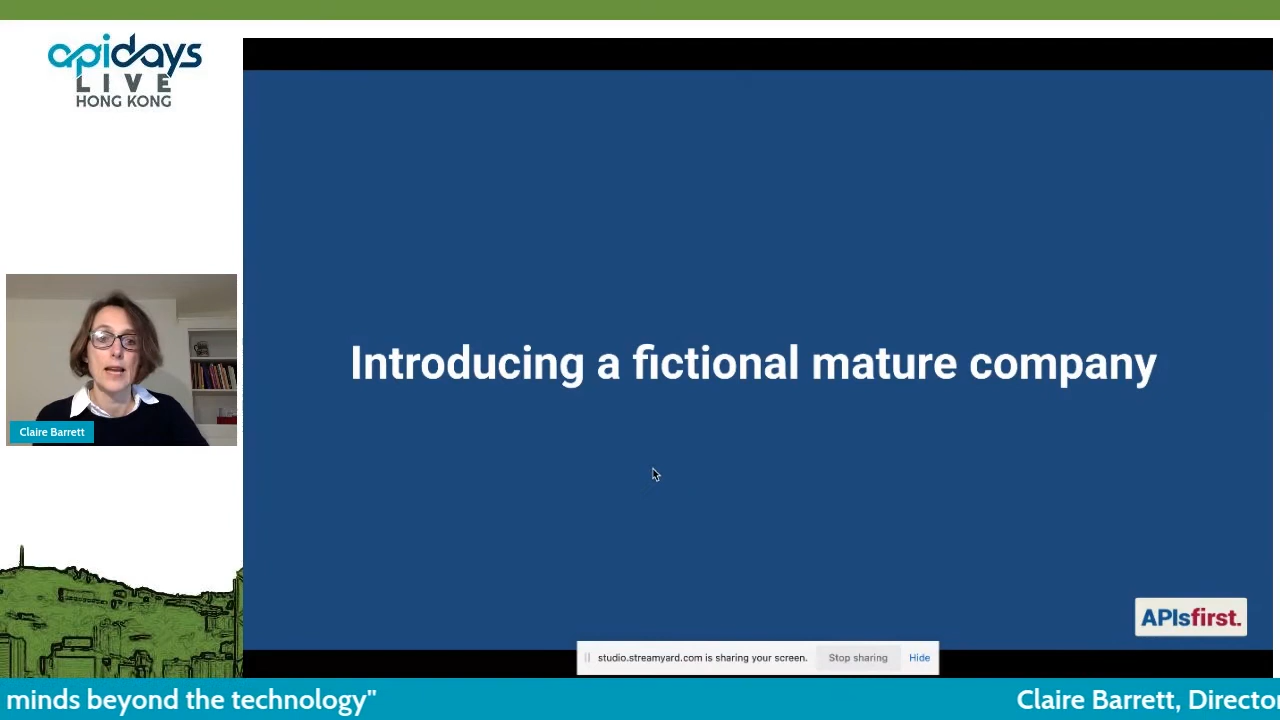 apidays
LIVE
HONG KONG
Introducing a fictional mature company
Claire Barrett
APIsfirst.
studio.streamyard.com is sharing your screen.
Stop sharing
Hide
minds beyond the technology"
Claire Barrett, Director